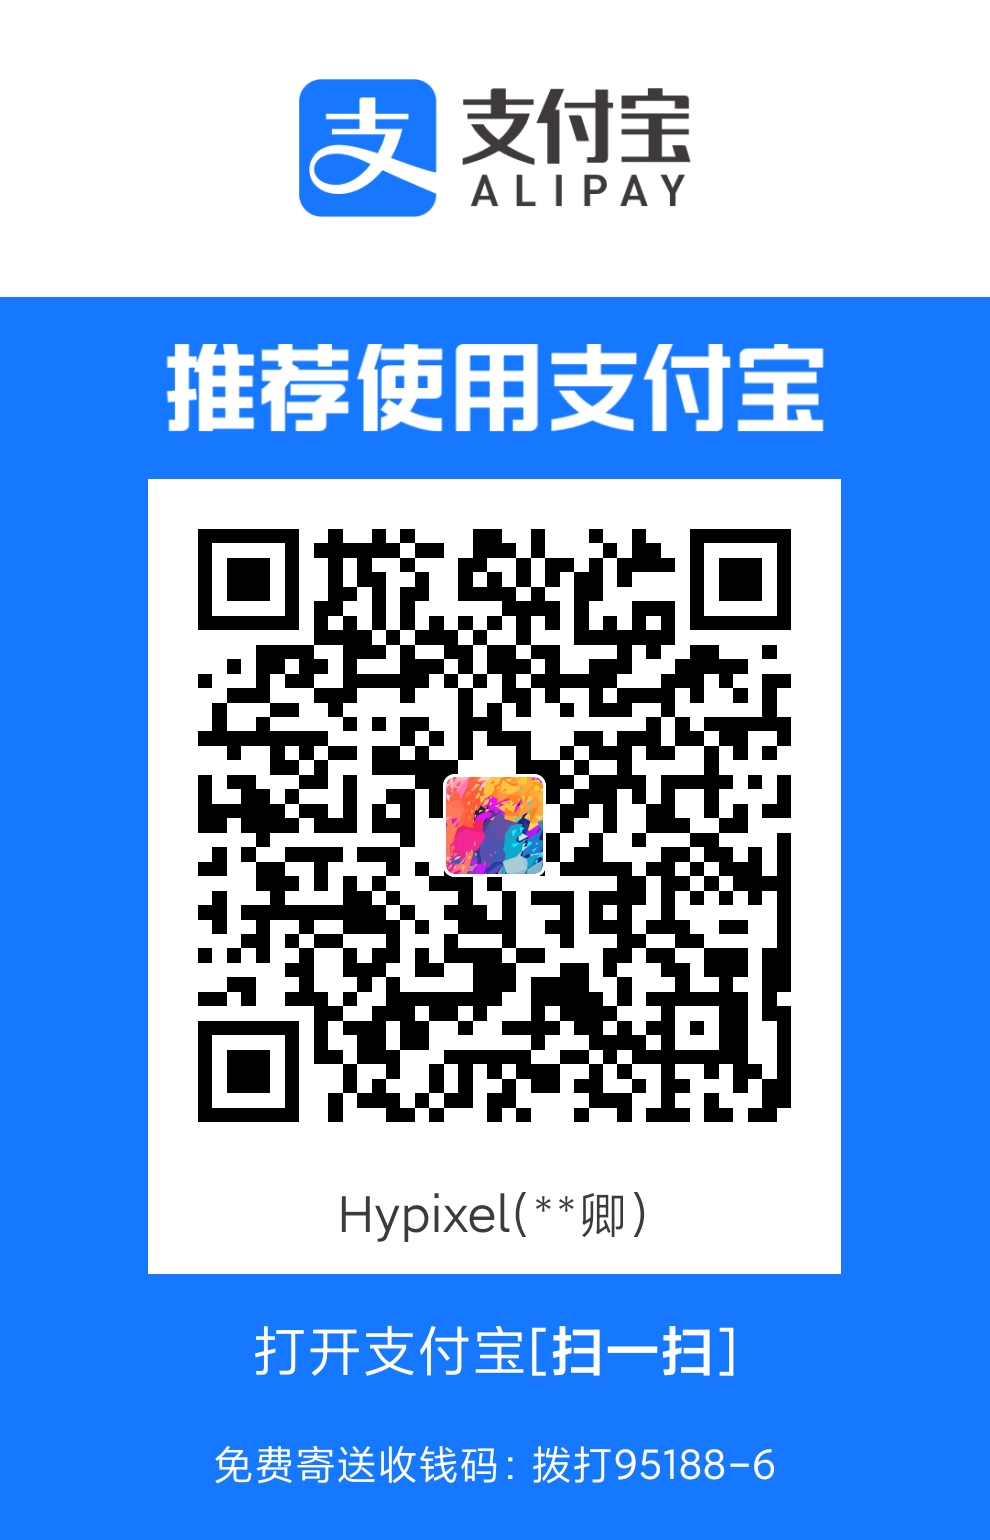 支 支付宝
ALIPAY
推荐使用支付宝
Hypixel(**卿)
打开支付宝[扫一扫]
免费寄送收钱码：拨打95188-6